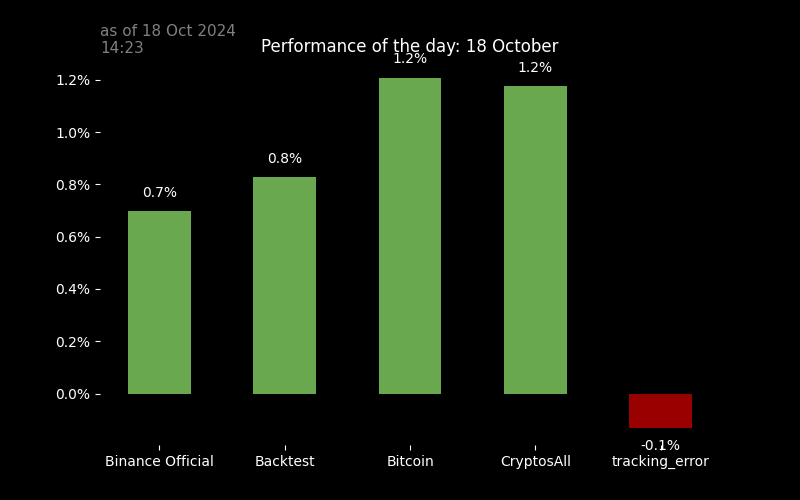 as of 18 Oct 2024
14:23
Performance of the day: 18 October
1.2%
1.2%
1.2%
1.0%
0.8%
0.8%
0.7%
0.6%
0.4%
0.2%
0.0%
-0.1%
Binance Official
Backtest
Bitcoin
CryptosAll
tracking_error